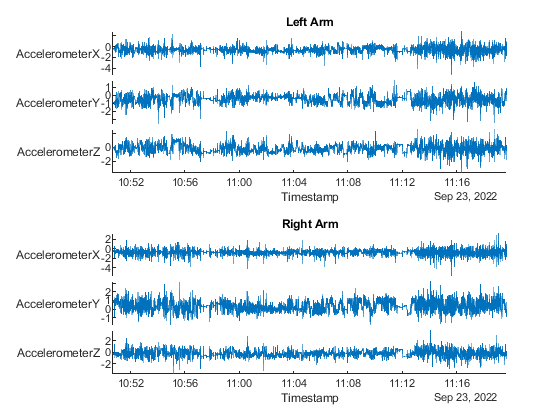 Left Arm
AccelerometerX
0
-2
-4
AccelerometerY
1
0
-2
AccelerometerZ
0
-2
10:52 10:56 11:00 11:04 11:08 11:12 11:16
Timestamp Sep 23, 2022
Right Arm
AccelerometerX
2
0
-4
AccelerometerY
1
0
-1
AccelerometerZ
2
0
-2
10:52 10:56 11:00 11:04 11:08 11:12 11:16
Timestamp Sep 23, 2022